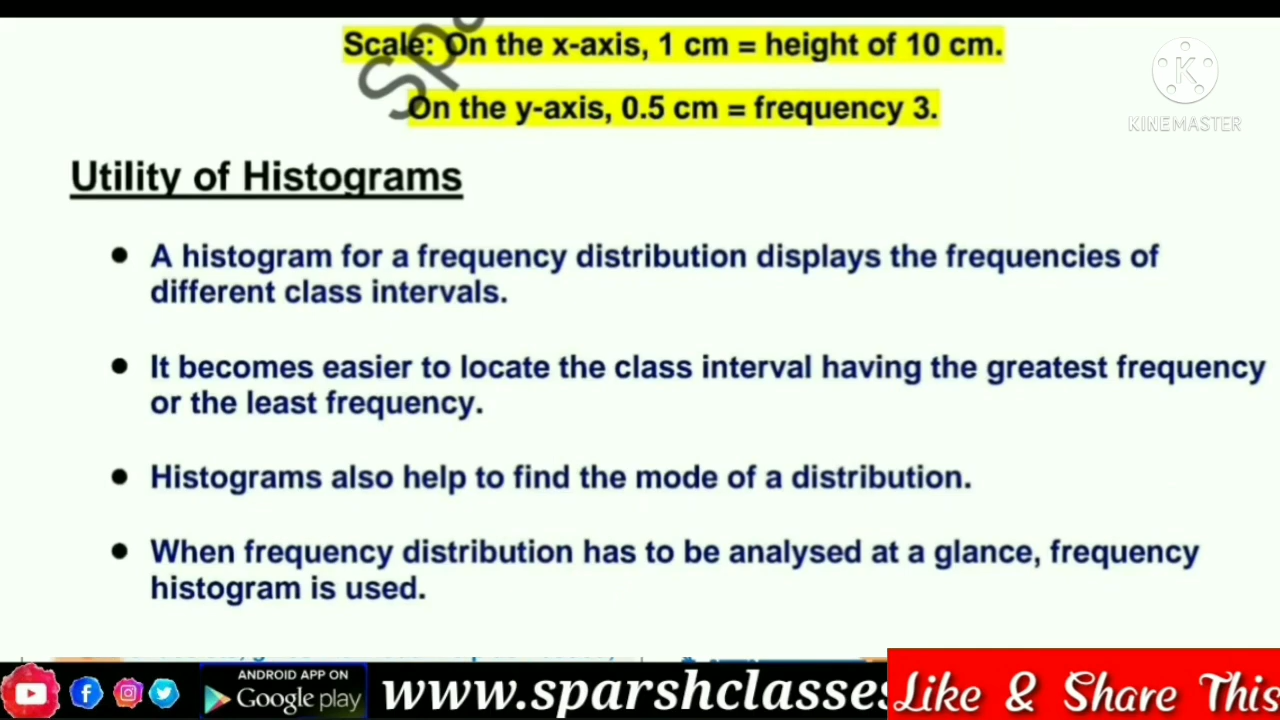 Scale: On the x-axis, 1 cm = height of 10 cm.
On the y-axis, 0.5 cm = frequency 3.
K
KINEMASTER
Utility of Histograms
● A histogram for a frequency distribution displays the frequencies of
different class intervals.
● It becomes easier to locate the class interval having the greatest frequency
or the least frequency.
● Histograms also help to find the mode of a distribution.
● When frequency distribution has to be analysed at a glance, frequency
histogram is used.
ANDROID APP ON
Google play
www.sparshclasses
Like & Share This